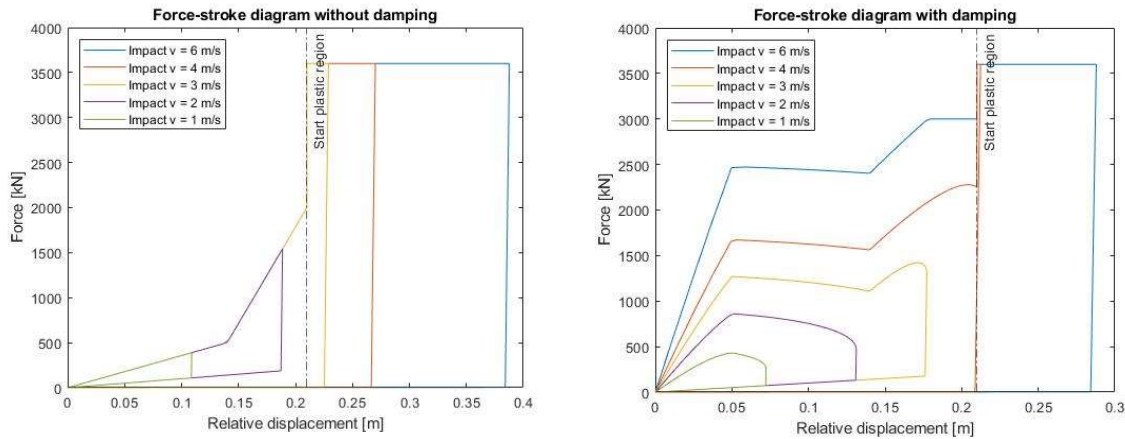 Force-stroke diagram without damping
4000
3500
3000
2500
2000
1500
1000
500
0
Force [kN]
Impact v = 6 m/s
Impact v = 4 m/s
Impact v = 3 m/s
Impact v = 2 m/s
Impact v = 1 m/s
Start plastic region
0 0.05 0.1 0.15 0.2 0.25 0.3 0.35 0.4
Relative displacement [m]
Force-stroke diagram with damping
4000
3500
3000
2500
2000
1500
1000
500
0
Force [kN]
Impact v = 6 m/s
Impact v = 4 m/s
Impact v = 3 m/s
Impact v = 2 m/s
Impact v = 1 m/s
Start plastic region
0 0.05 0.1 0.15 0.2 0.25 0.3
Relative displacement [m]